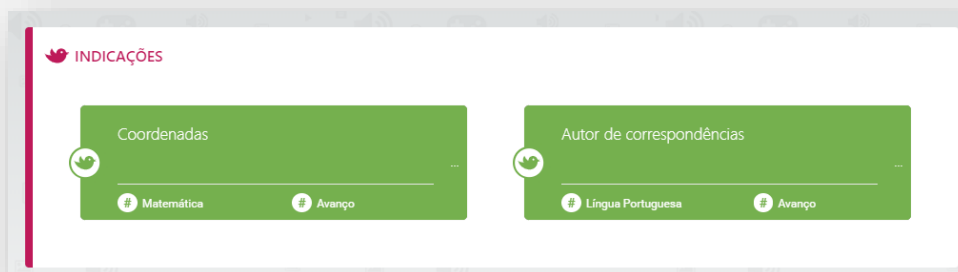 INDICAÇÕES
Coordenadas
...
# Matemática
# Avanço
Autor de correspondências
...
# Língua Portuguesa
# Avanço